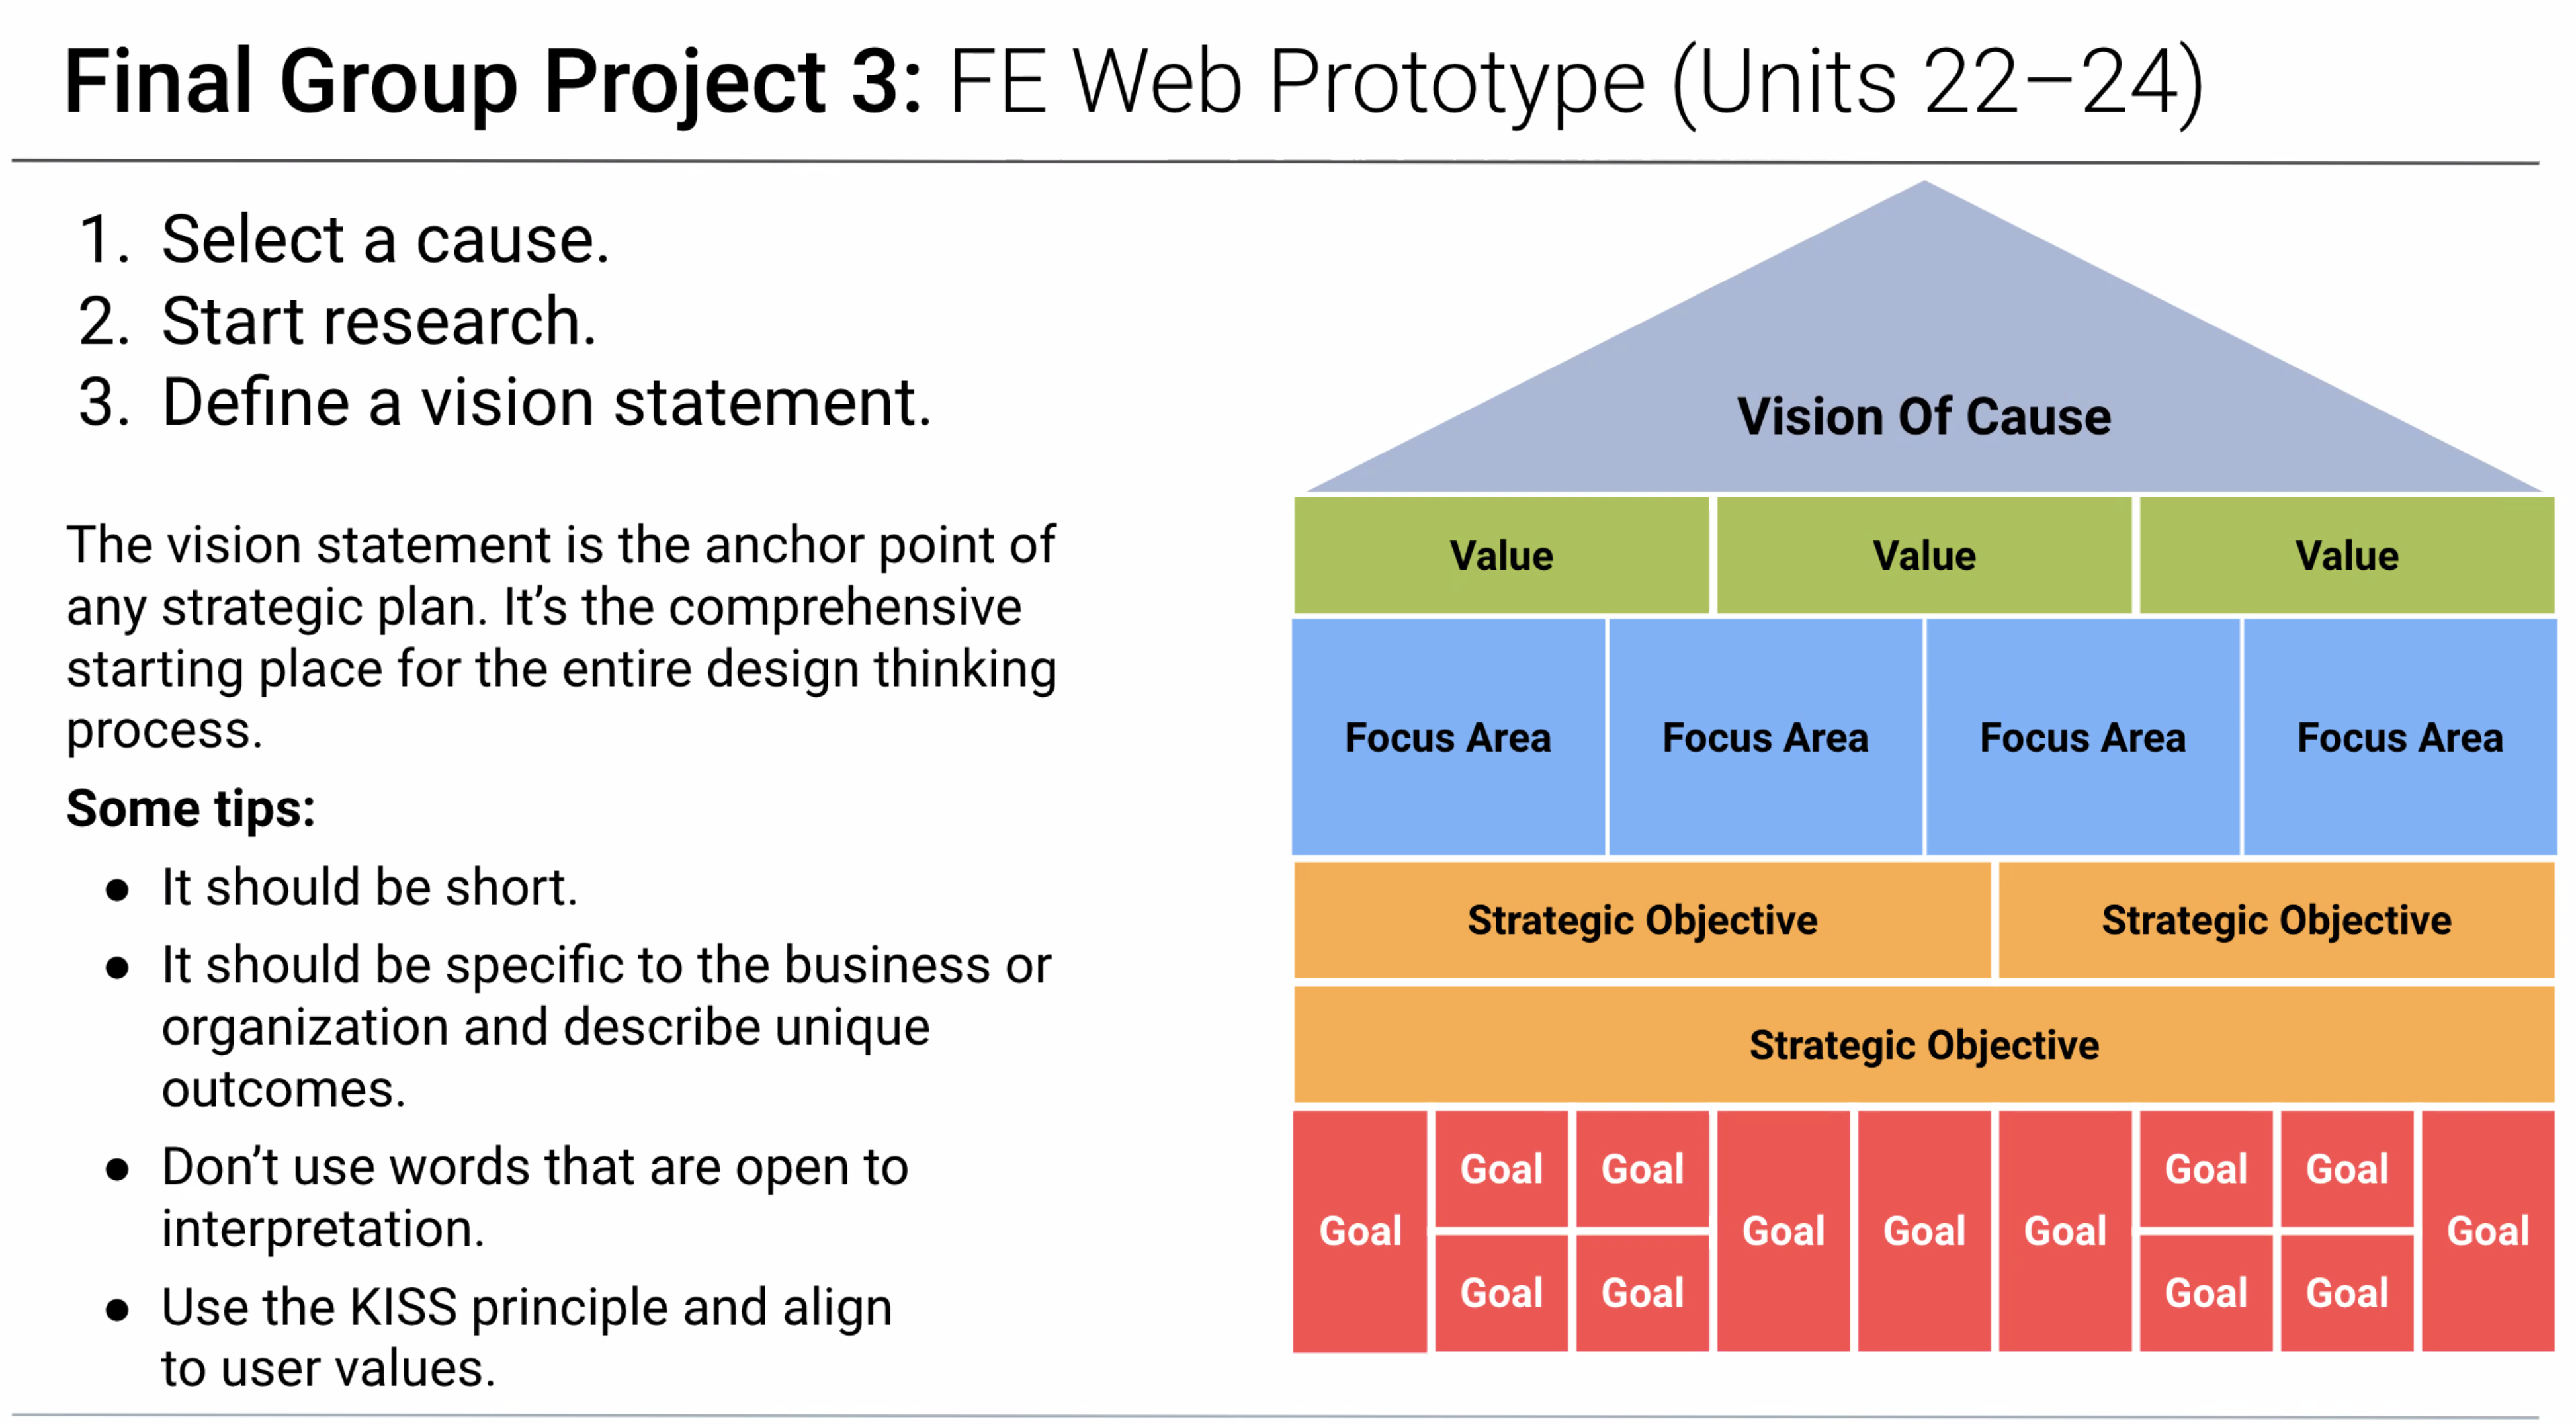 Final Group Project 3: FE Web Prototype (Units 22–24)
1. Select a cause.
2. Start research.
3. Define a vision statement.
The vision statement is the anchor point of
any strategic plan. It’s the comprehensive
starting place for the entire design thinking
process.
Some tips:
● It should be short.
● It should be specific to the business or
organization and describe unique
outcomes.
● Don’t use words that are open to
interpretation.
● Use the KISS principle and align
to user values.
Vision Of Cause
Value Value Value
Focus Area Focus Area Focus Area Focus Area
Strategic Objective Strategic Objective
Strategic Objective
Goal Goal Goal Goal
Goal Goal Goal Goal Goal
Goal Goal Goal Goal